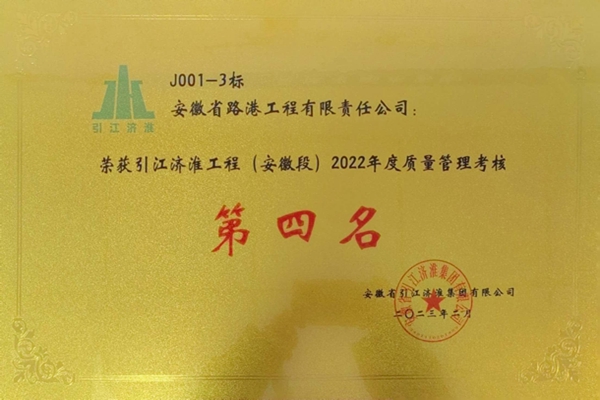 J001-3标
安徽省路港工程有限责任公司：
引江济淮
荣获引江济淮工程（安徽段）2022年度质量管理考核
第四名
安徽省引江济淮集团有限公司
二〇二三年二月